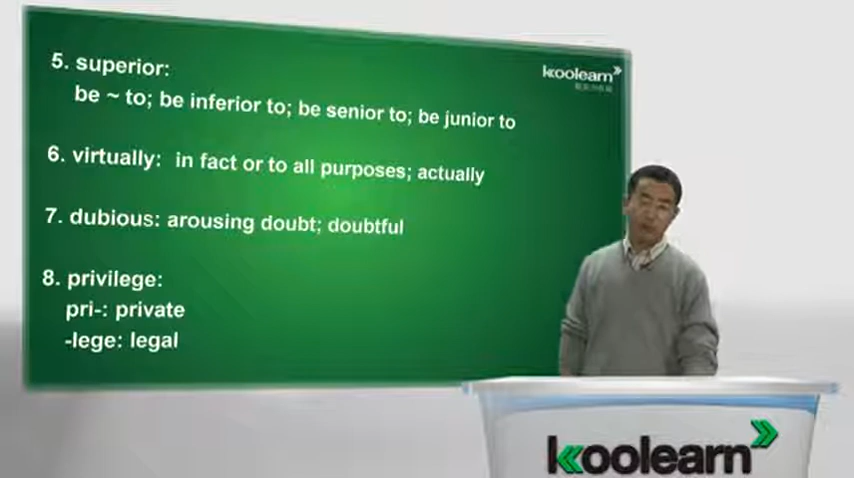 5. superior:
be ~ to; be inferior to; be senior to; be junior to
6. virtually: in fact or to all purposes; actually
7. dubious: arousing doubt; doubtful
8. privilege:
pri-: private
-lege: legal
koolearn
koolearn